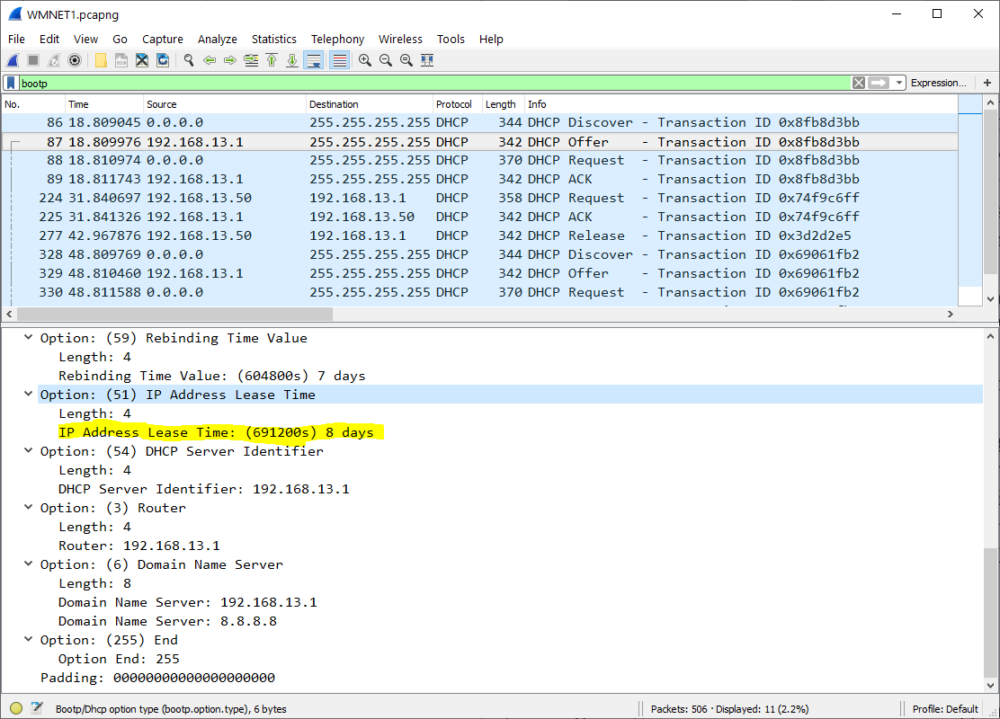 WMNET1.pcapng
File Edit View Go Capture Analyze Statistics Telephony Wireless Tools Help
bootp Expression... +
No. Time Source Destination Protocol Length Info
86 18.809045 0.0.0.0 255.255.255.255 DHCP 344 DHCP Discover - Transaction ID 0x8fb8d3bb
87 18.809976 192.168.13.1 255.255.255.255 DHCP 342 DHCP Offer - Transaction ID 0x8fb8d3bb
88 18.810974 0.0.0.0 255.255.255.255 DHCP 370 DHCP Request - Transaction ID 0x8fb8d3bb
89 18.811743 192.168.13.1 255.255.255.255 DHCP 342 DHCP ACK - Transaction ID 0x8fb8d3bb
224 31.840697 192.168.13.50 192.168.13.1 DHCP 358 DHCP Request - Transaction ID 0x74f9c6ff
225 31.841326 192.168.13.1 192.168.13.50 DHCP 342 DHCP ACK - Transaction ID 0x74f9c6ff
277 42.967876 192.168.13.50 192.168.13.1 DHCP 342 DHCP Release - Transaction ID 0x3d2d2e5
328 48.809769 0.0.0.0 255.255.255.255 DHCP 344 DHCP Discover - Transaction ID 0x69061fb2
329 48.810460 192.168.13.1 255.255.255.255 DHCP 342 DHCP Offer - Transaction ID 0x69061fb2
330 48.811588 0.0.0.0 255.255.255.255 DHCP 370 DHCP Request - Transaction ID 0x69061fb2
Option: (59) Rebinding Time Value
Length: 4
Rebinding Time Value: (604800s) 7 days
Option: (51) IP Address Lease Time
Length: 4
IP Address Lease Time: (691200s) 8 days
Option: (54) DHCP Server Identifier
Length: 4
DHCP Server Identifier: 192.168.13.1
Option: (3) Router
Length: 4
Router: 192.168.13.1
Option: (6) Domain Name Server
Length: 8
Domain Name Server: 192.168.13.1
Domain Name Server: 8.8.8.8
Option: (255) End
Option End: 255
Padding: 00000000000000000000
Bootp/Dhcp option type (bootp.option.type), 6 bytes Packets: 506 · Displayed: 11 (2.2%) Profile: Default